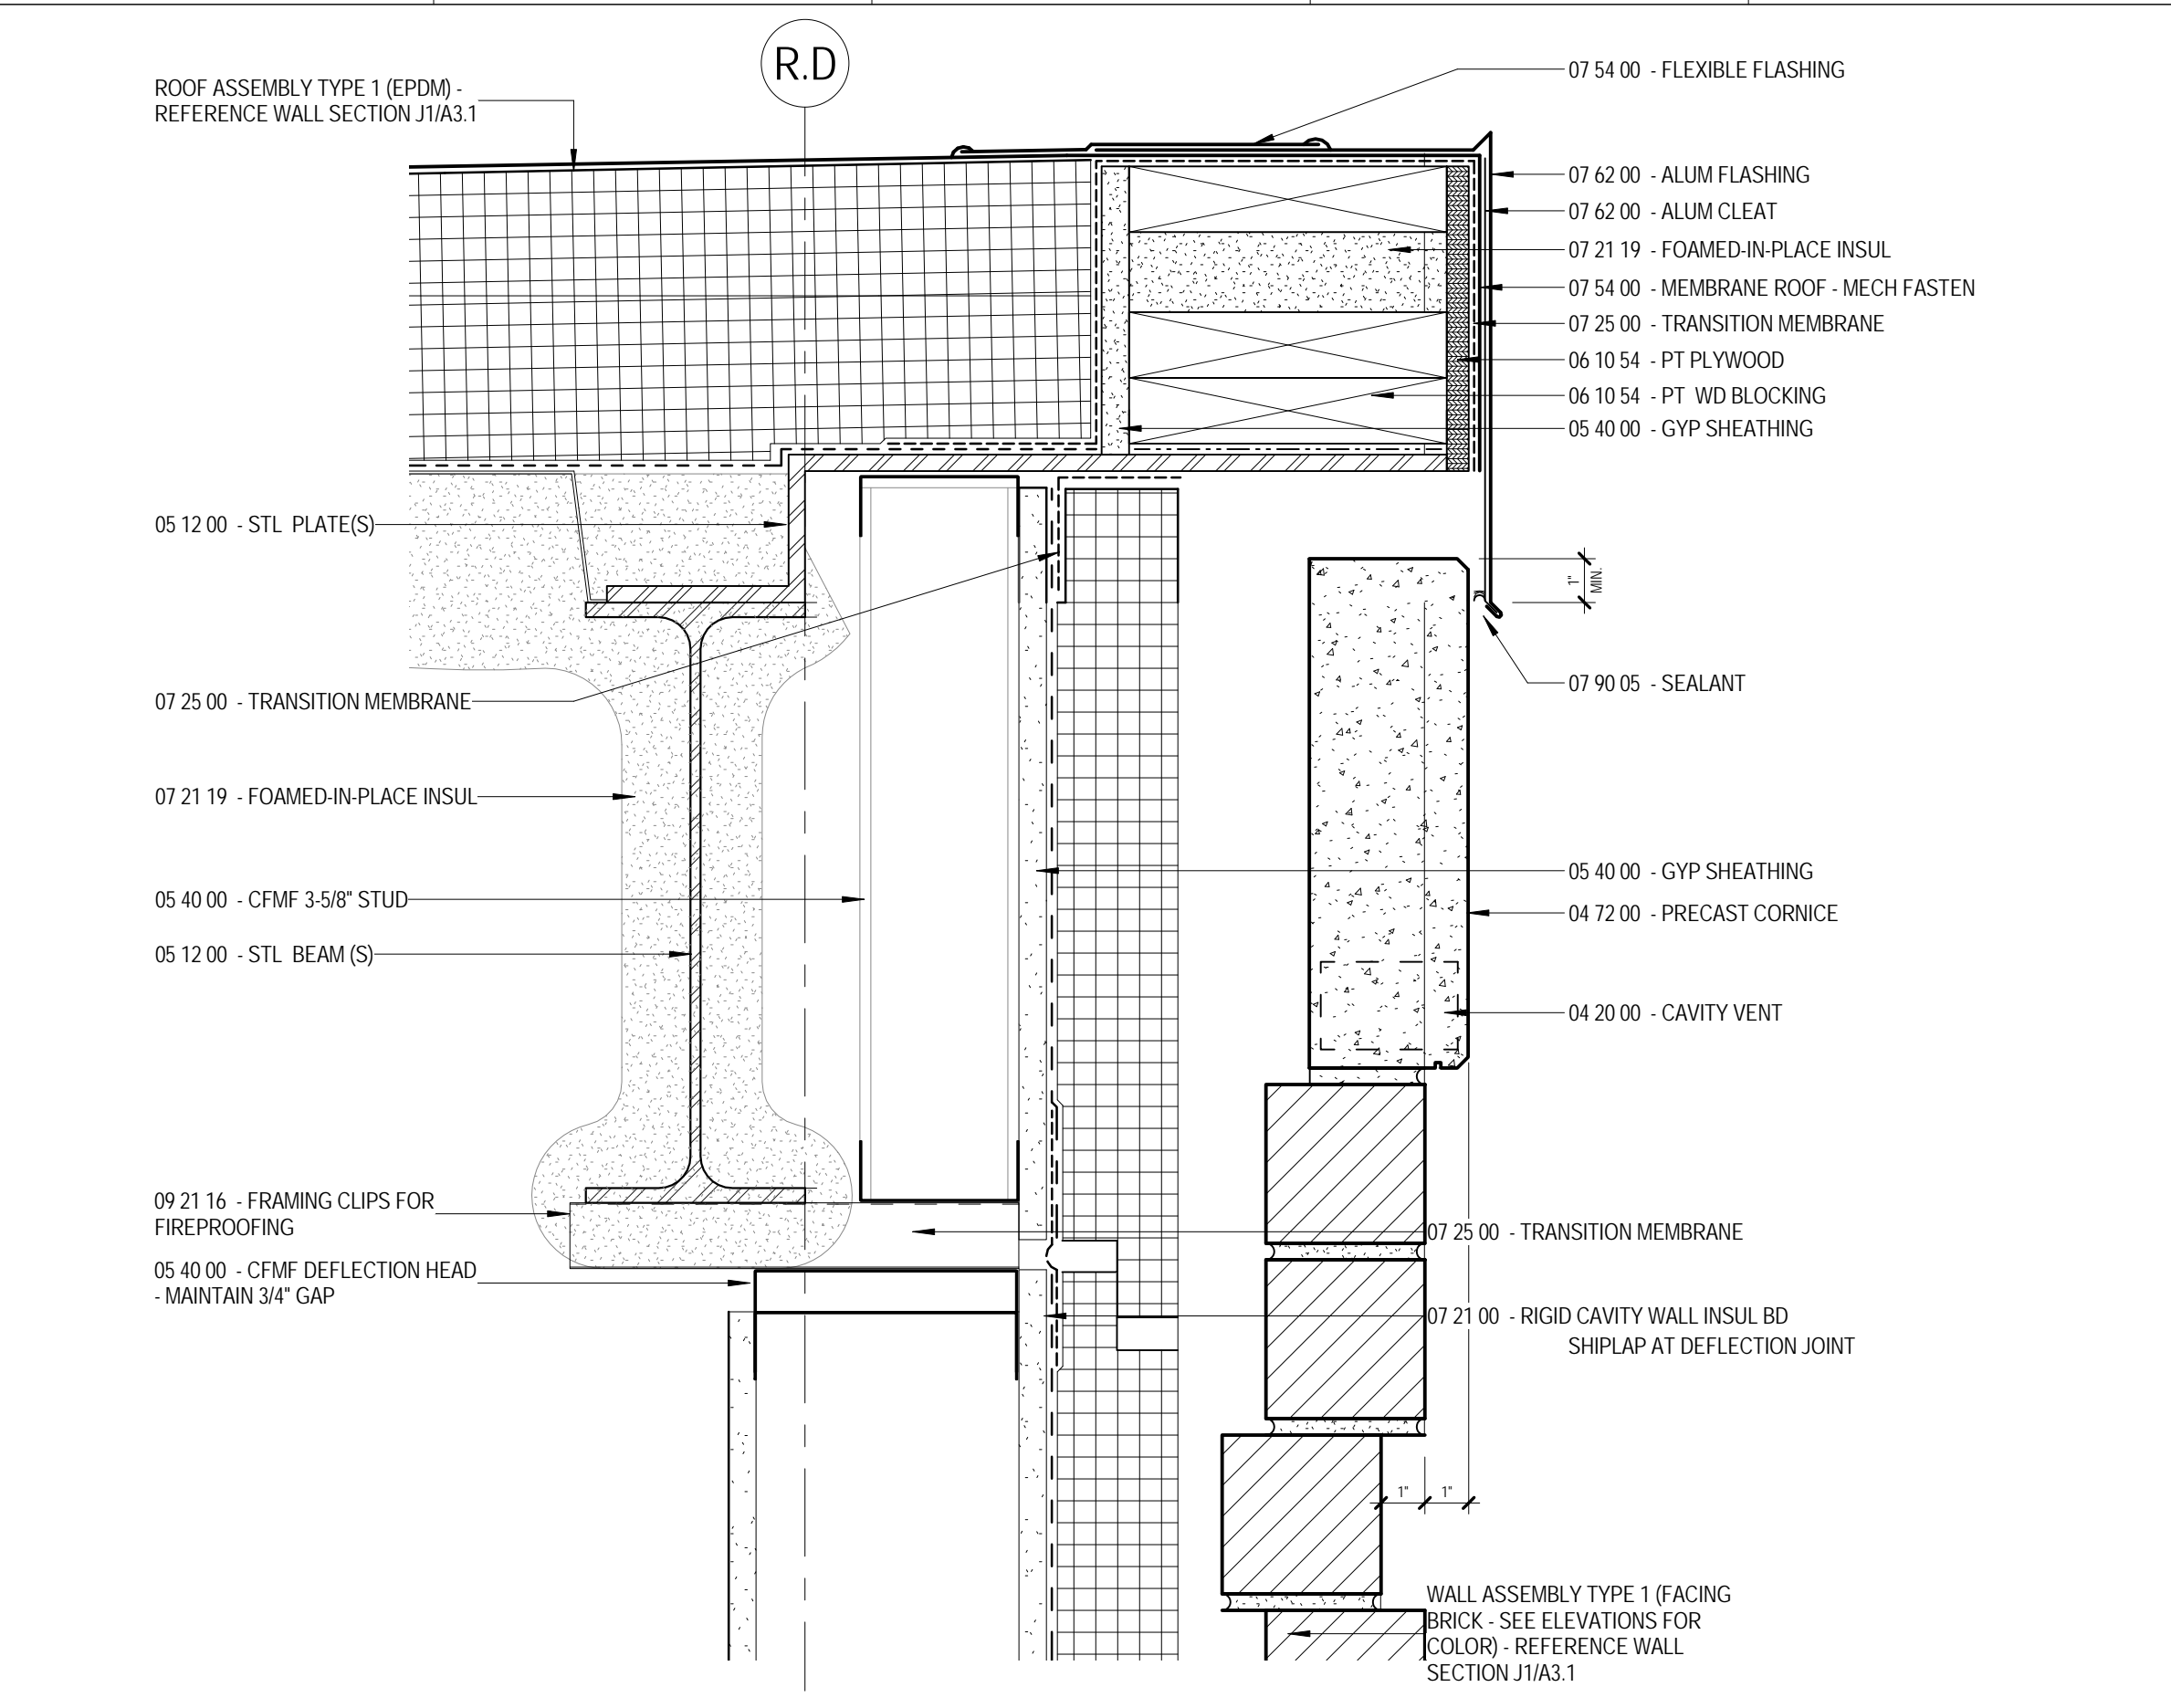 R.D
ROOF ASSEMBLY TYPE 1 (EPDM) -
REFERENCE WALL SECTION J1/A3.1
05 12 00 - STL PLATE(S)
07 25 00 - TRANSITION MEMBRANE
07 21 19 - FOAMED-IN-PLACE INSUL
05 40 00 - CFMF 3-5/8" STUD
05 12 00 - STL BEAM (S)
09 21 16 - FRAMING CLIPS FOR
FIREPROOFING
05 40 00 - CFMF DEFLECTION HEAD
- MAINTAIN 3/4" GAP
07 54 00 - FLEXIBLE FLASHING
07 62 00 - ALUM FLASHING
07 62 00 - ALUM CLEAT
07 21 19 - FOAMED-IN-PLACE INSUL
07 54 00 - MEMBRANE ROOF - MECH FASTEN
07 25 00 - TRANSITION MEMBRANE
06 10 54 - PT PLYWOOD
06 10 54 - PT WD BLOCKING
05 40 00 - GYP SHEATHING
1"
MIN.
07 90 05 - SEALANT
05 40 00 - GYP SHEATHING
04 72 00 - PRECAST CORNICE
04 20 00 - CAVITY VENT
07 25 00 - TRANSITION MEMBRANE
07 21 00 - RIGID CAVITY WALL INSUL BD
SHIPLAP AT DEFLECTION JOINT
1" 1"
WALL ASSEMBLY TYPE 1 (FACING
BRICK - SEE ELEVATIONS FOR
COLOR) - REFERENCE WALL
SECTION J1/A3.1